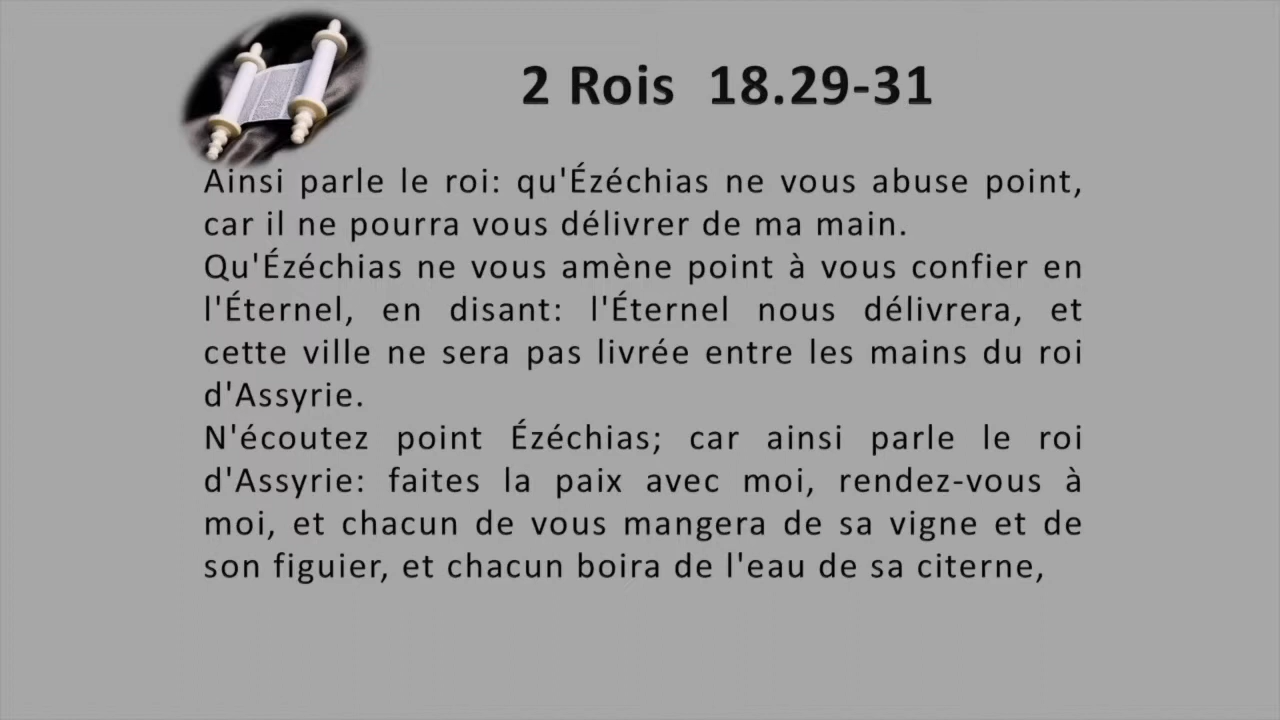 2 Rois 18.29-31
Ainsi parle le roi: qu'Ézéchias ne vous abuse point,
car il ne pourra vous délivrer de ma main.
Qu'Ézéchias ne vous amène point à vous confier en
l'Éternel, en disant: l'Éternel nous délivrera, et
cette ville ne sera pas livrée entre les mains du roi
d'Assyrie.
N'écoutez point Ézéchias; car ainsi parle le roi
d'Assyrie: faites la paix avec moi, rendez-vous à
moi, et chacun de vous mangera de sa vigne et de
son figuier, et chacun boira de l'eau de sa citerne,